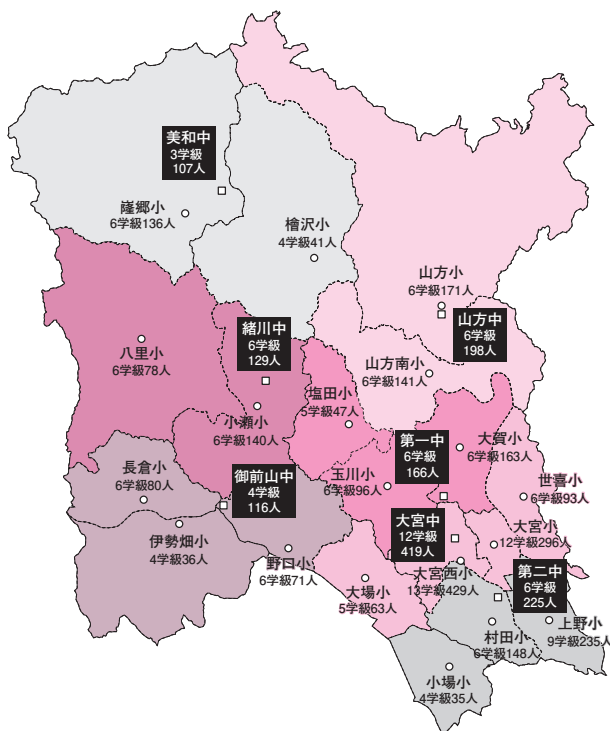 美和中
3学級
107人
嶐郷小
6学級136人
檜沢小
4学級41人
山方小
6学級171人
山方中
6学級
198人
緒川中
6学級
129人
八里小
6学級78人
山方南小
6学級141人
塩田小
5学級47人
小瀬小
6学級140人
第一中
6学級
166人
大賀小
6学級163人
御前山中
4学級
116人
玉川小
6学級96人
長倉小
6学級80人
世喜小
6学級93人
大宮中
12学級
419人
大宮小
12学級296人
伊勢畑小
4学級36人
野口小
6学級71人
大宮西小
13学級429人
第二中
6学級
225人
大場小
5学級63人
上野小
9学級235人
村田小
6学級148人
小場小
4学級35人